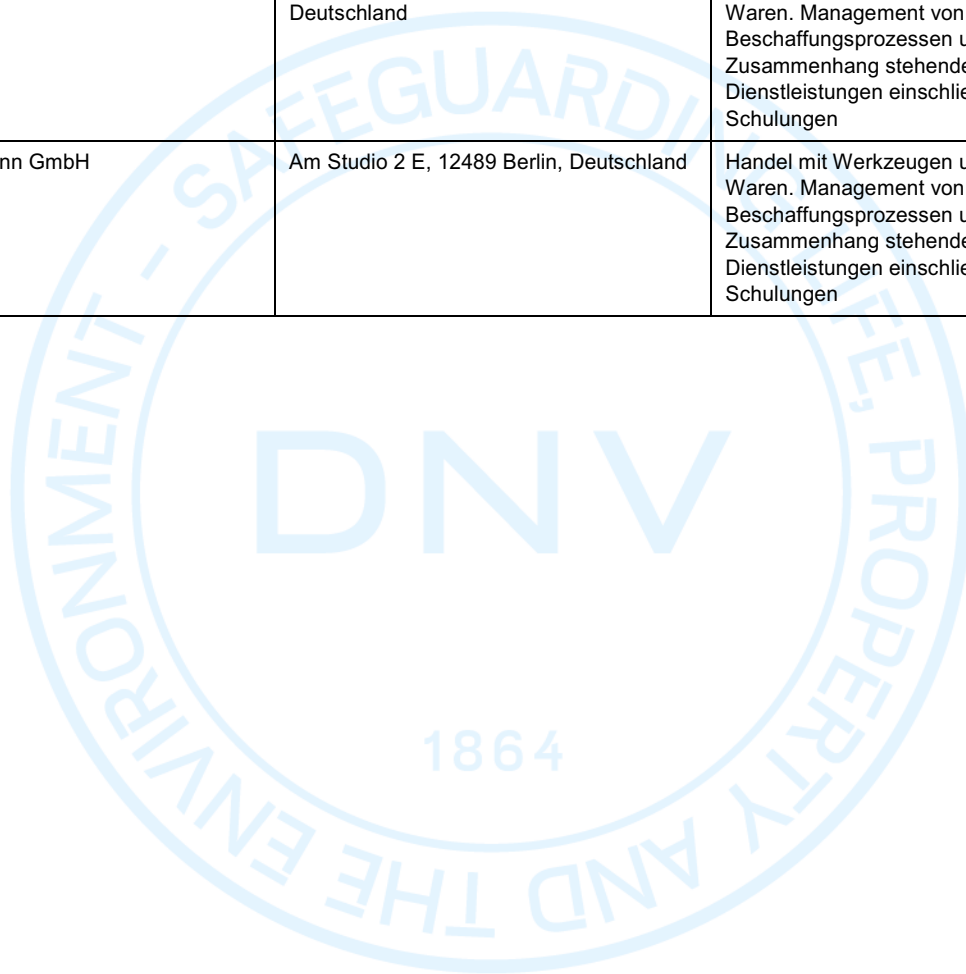 Deutschland
Waren. Management von
Beschaffungsprozessen u
Zusammenhang stehende
Dienstleistungen einschlie
Schulungen
nn GmbH
Am Studio 2 E, 12489 Berlin, Deutschland
Handel mit Werkzeugen u
Waren. Management von
Beschaffungsprozessen u
Zusammenhang stehende
Dienstleistungen einschlie
Schulungen
SAFEGUARDING LIFE, PROPERTY AND THE ENVIRONMENT -
DNV
1864